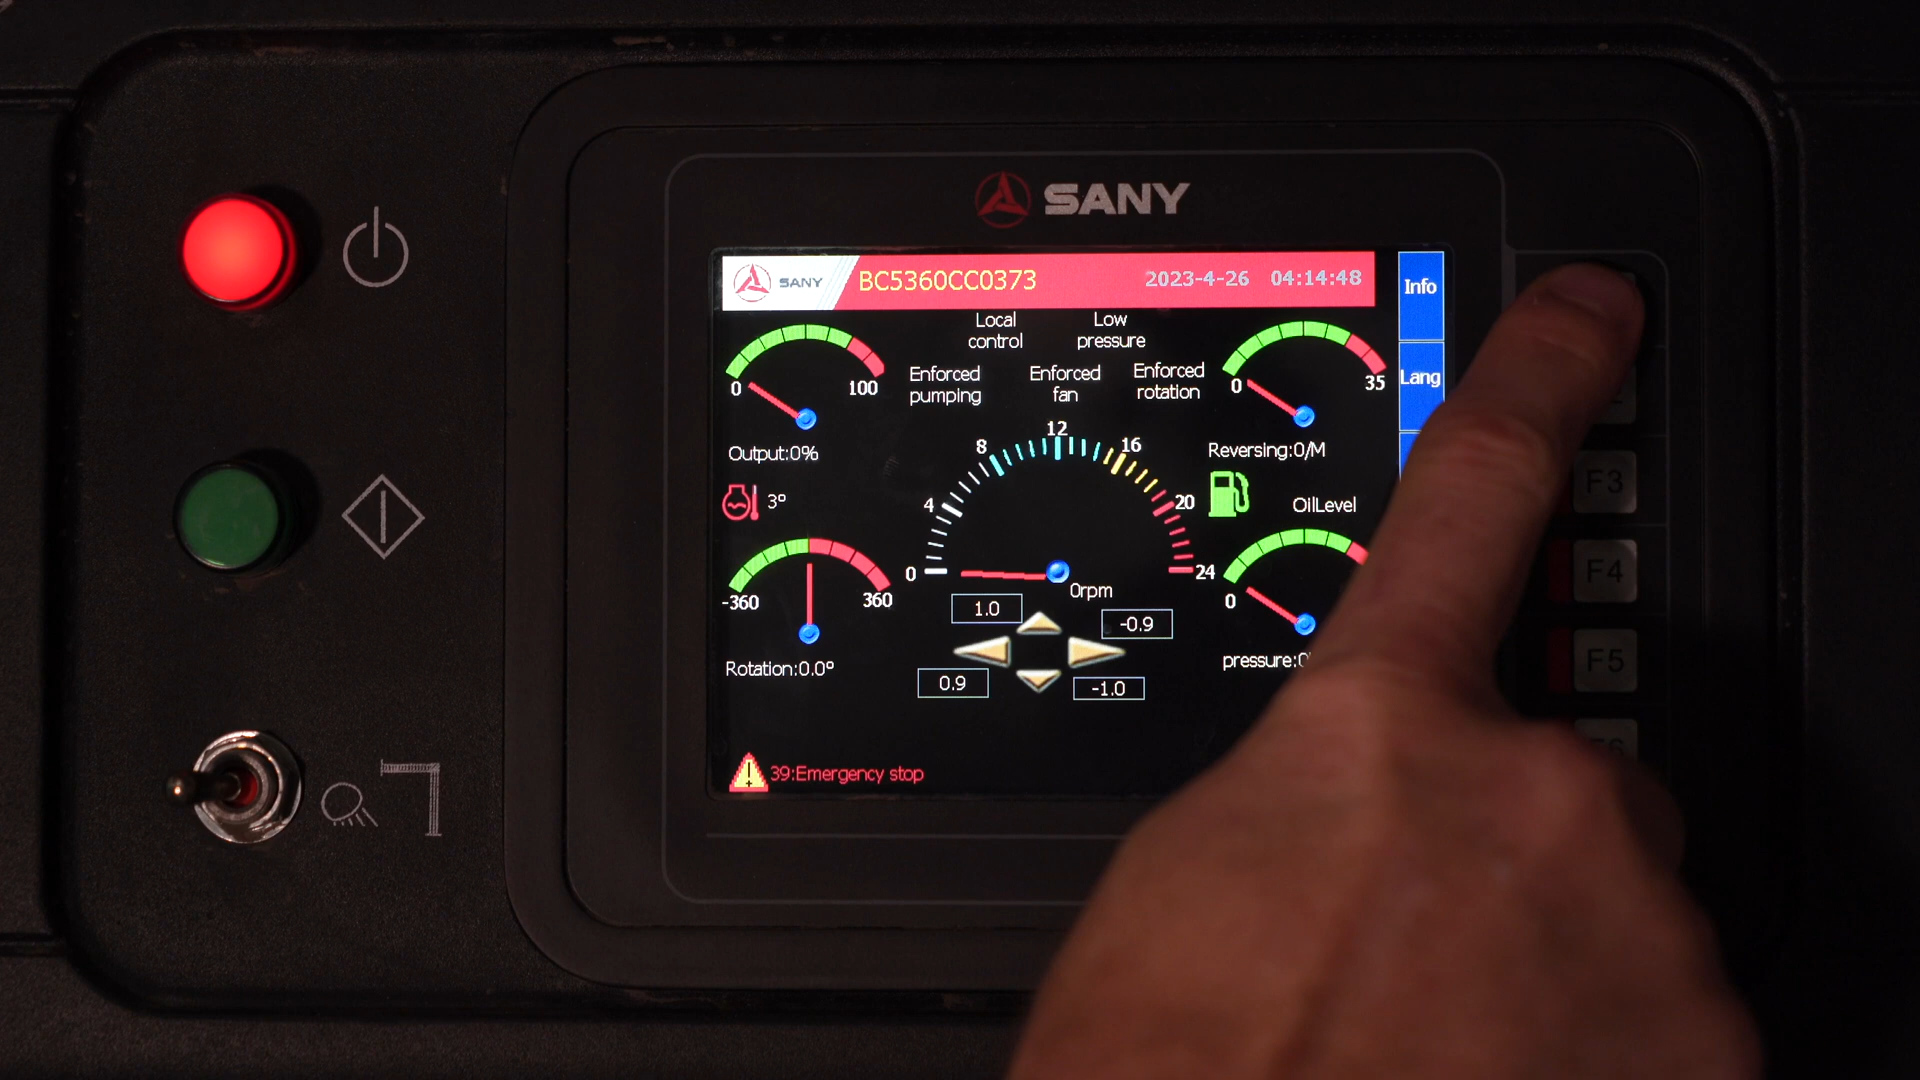 SANY
SANY BC5360CC0373 2023-4-26 04:14:48
Info
Local control
Low pressure
Lang
Enforced pumping
Enforced fan
Enforced rotation
0 100
0 35
Output:0%
Reversing:0/M
3°
OilLevel
0 4 8 12 16 20 24
0rpm
-360 360
0
1.0
-0.9
0.9
-1.0
Rotation:0.0°
pressure:0
39:Emergency stop
F3
F4
F5